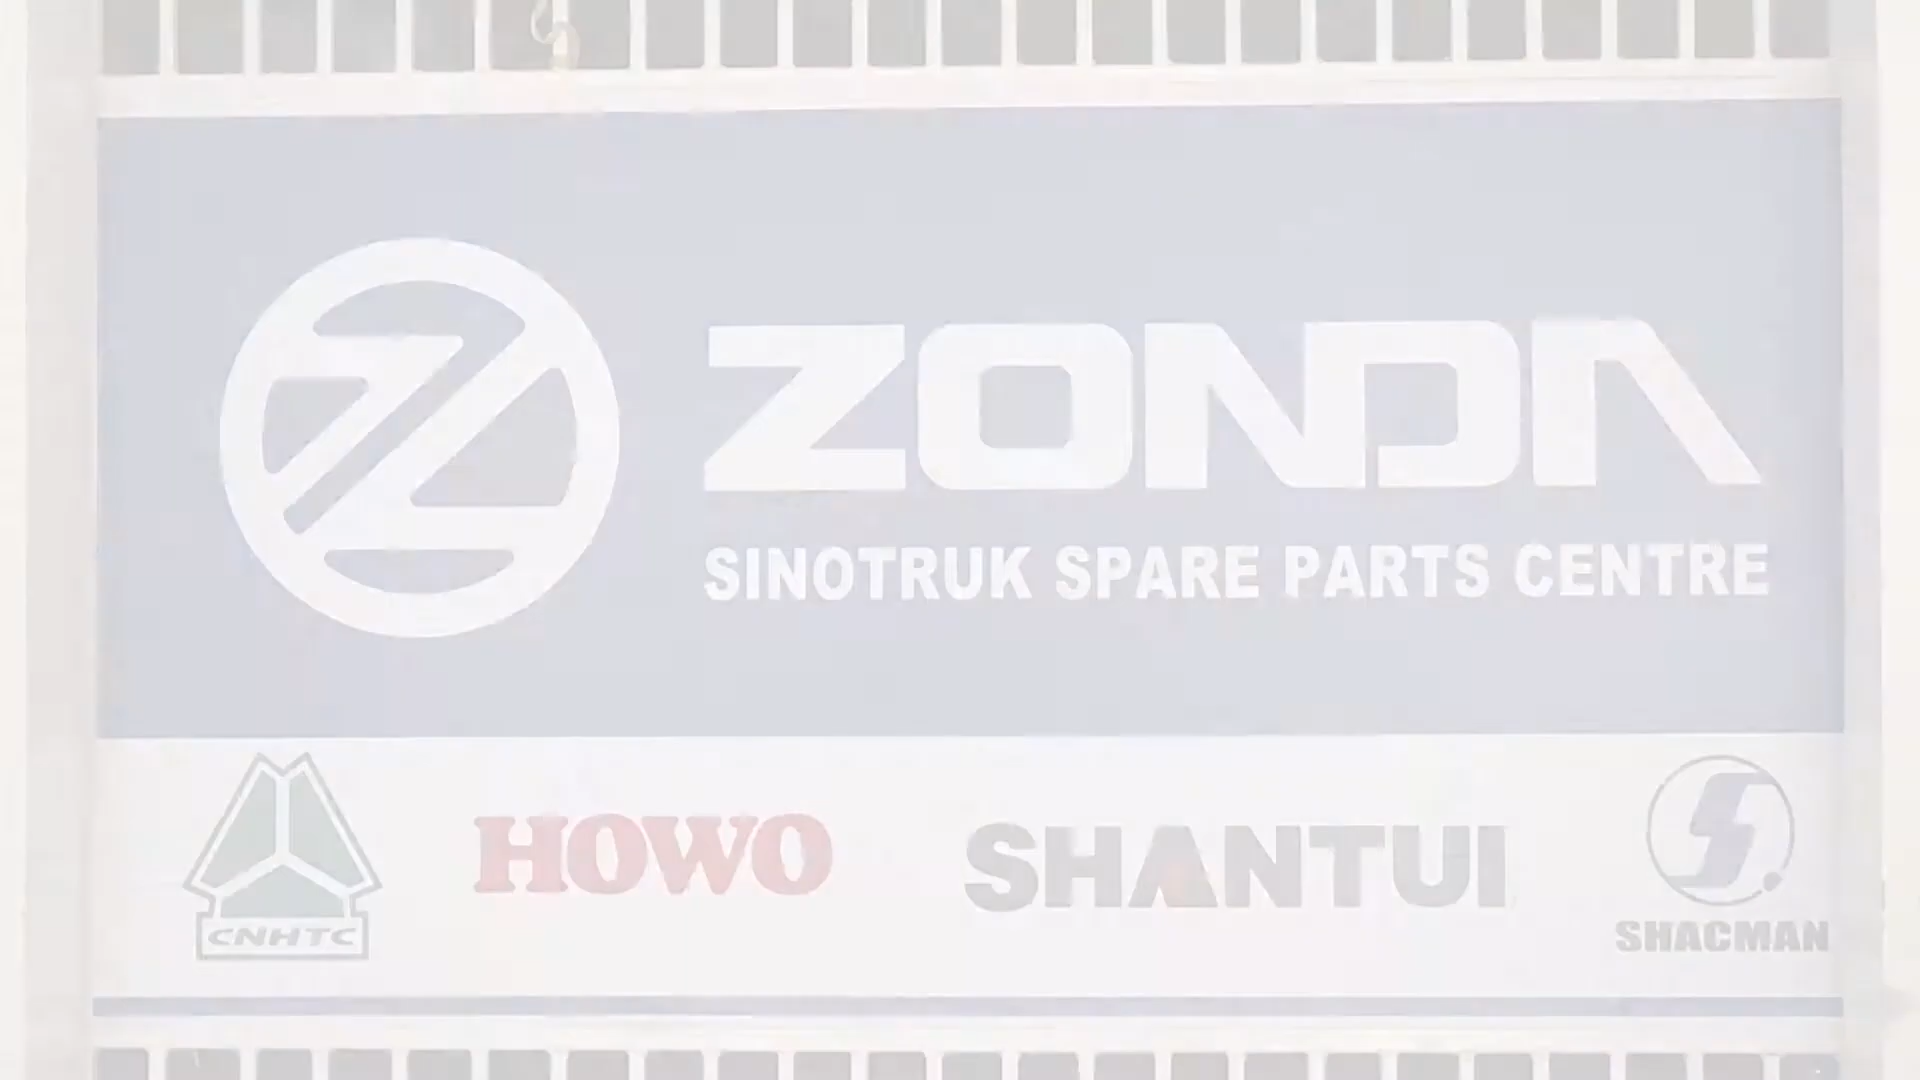 ZONDA
SINOTRUK SPARE PARTS CENTRE
CNHTC
HOWO
SHANTUI
SHACMAN